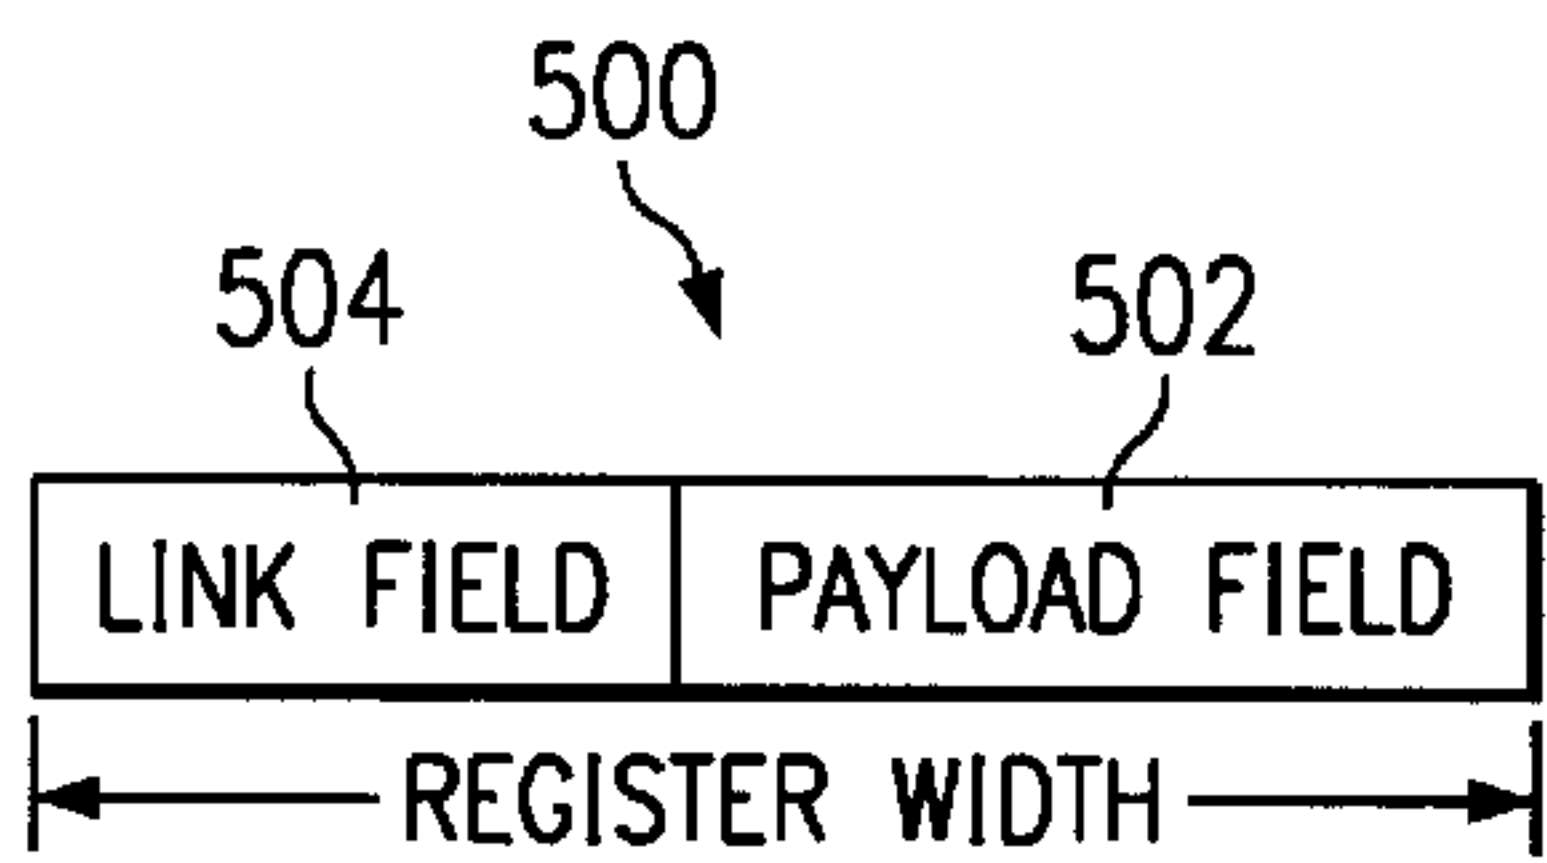 500
504
502
LINK FIELD
PAYLOAD FIELD
REGISTER WIDTH